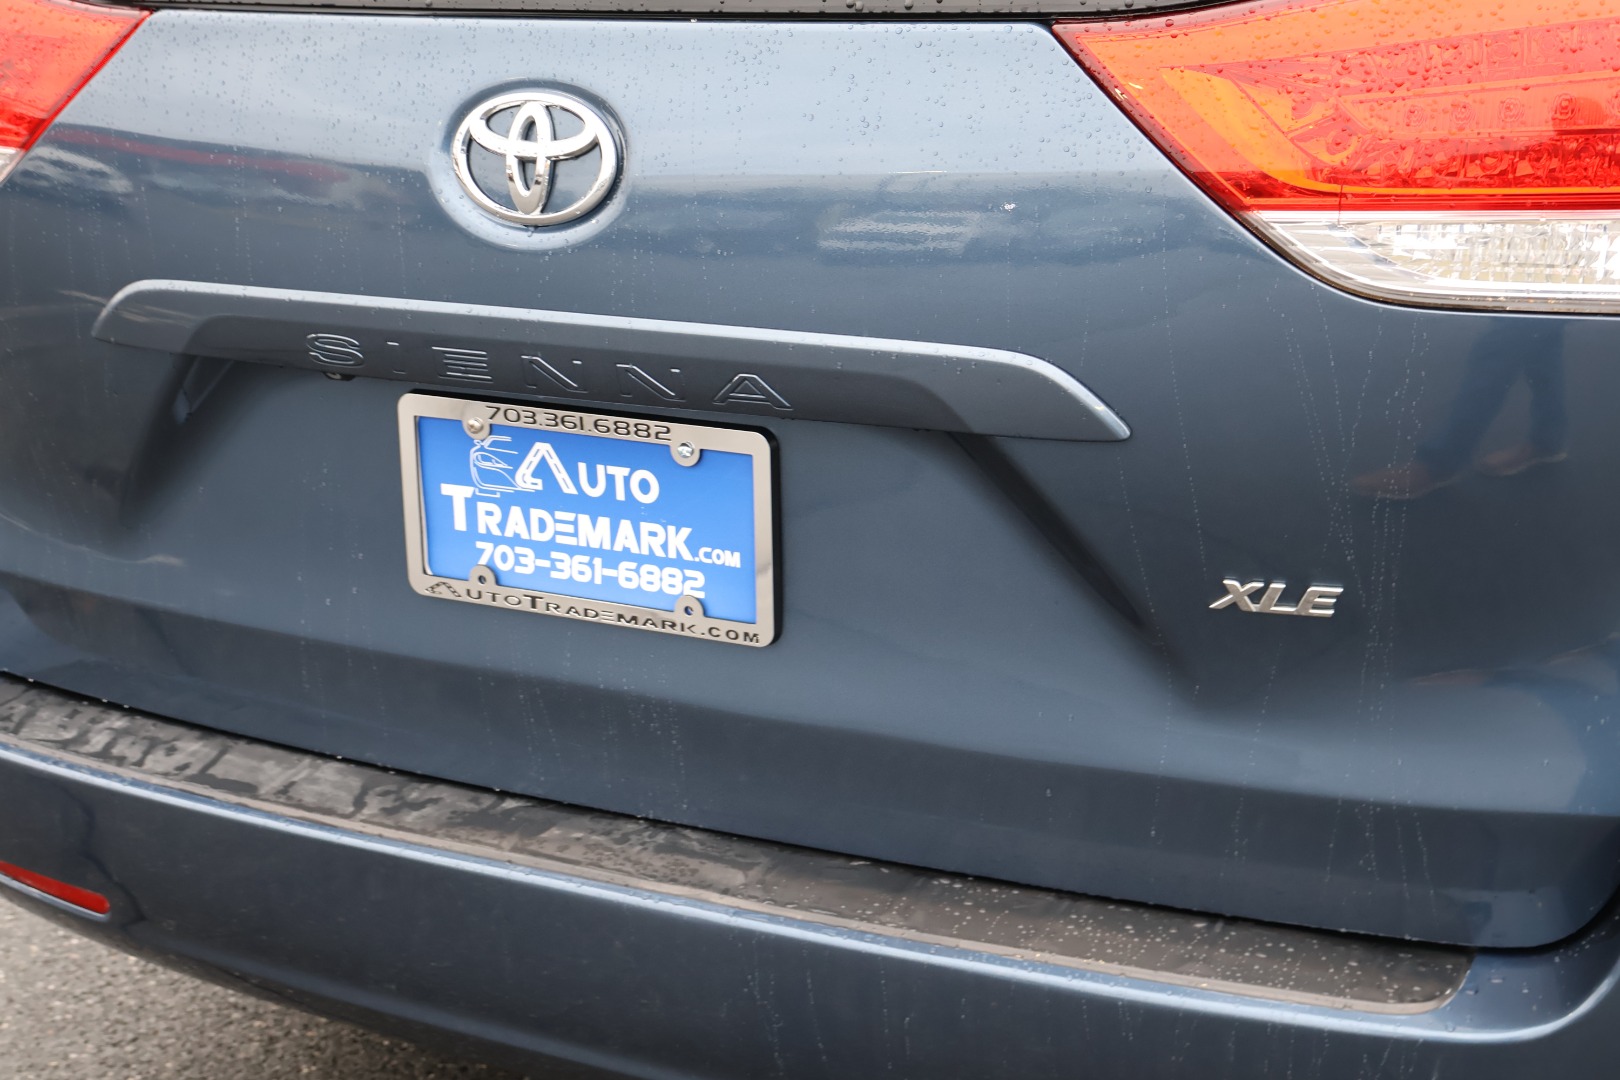 SIENNA
703.361.6882
AUTO
TRADEMARK.COM
703-361-6882
AUTOTRADEMARK.COM
XLE